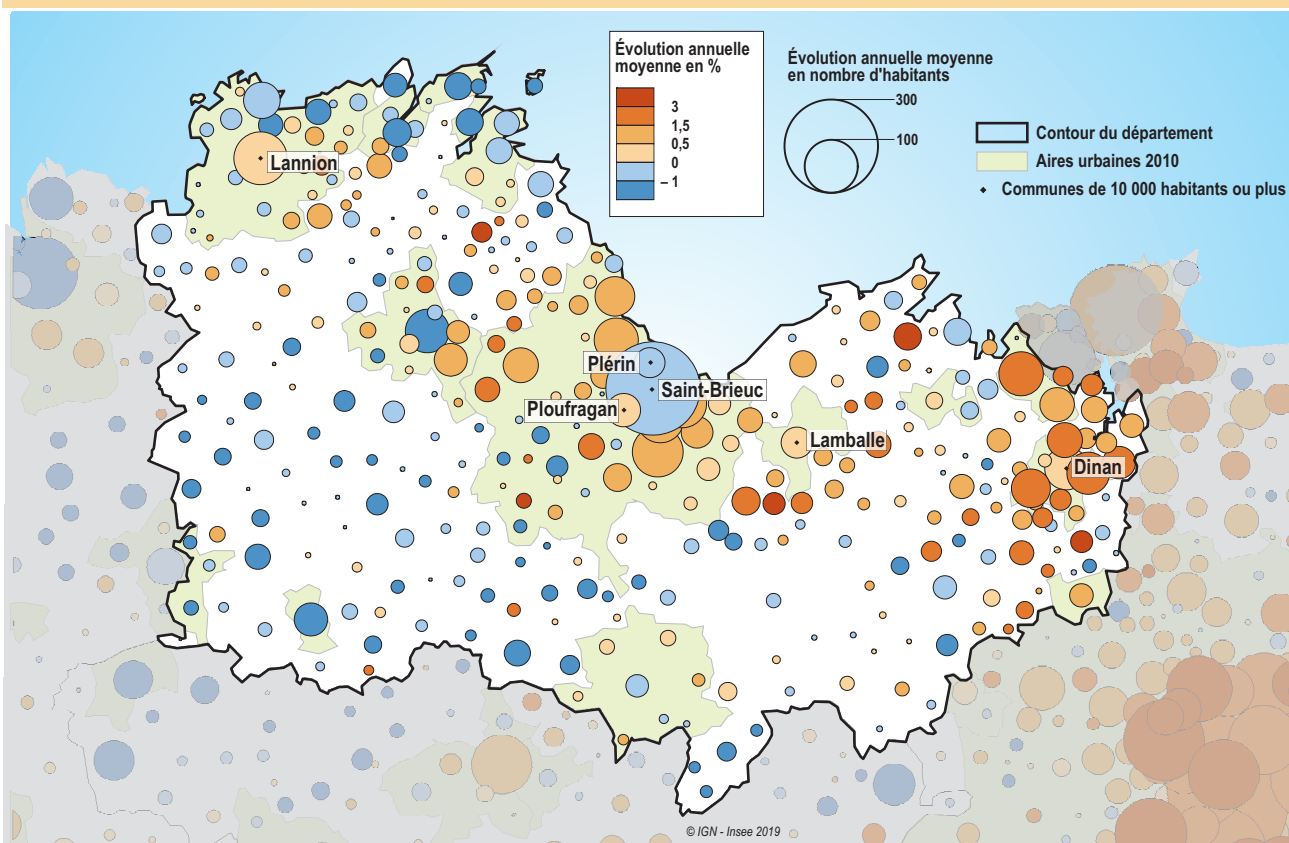 Évolution annuelle
moyenne en %
3
1,5
0,5
0
– 1
Évolution annuelle moyenne
en nombre d'habitants
300
100
Contour du département
Aires urbaines 2010
Communes de 10 000 habitants ou plus
Lannion
Plérin
Saint-Brieuc
Ploufragan
Lamballe
Dinan
© IGN - Insee 2019